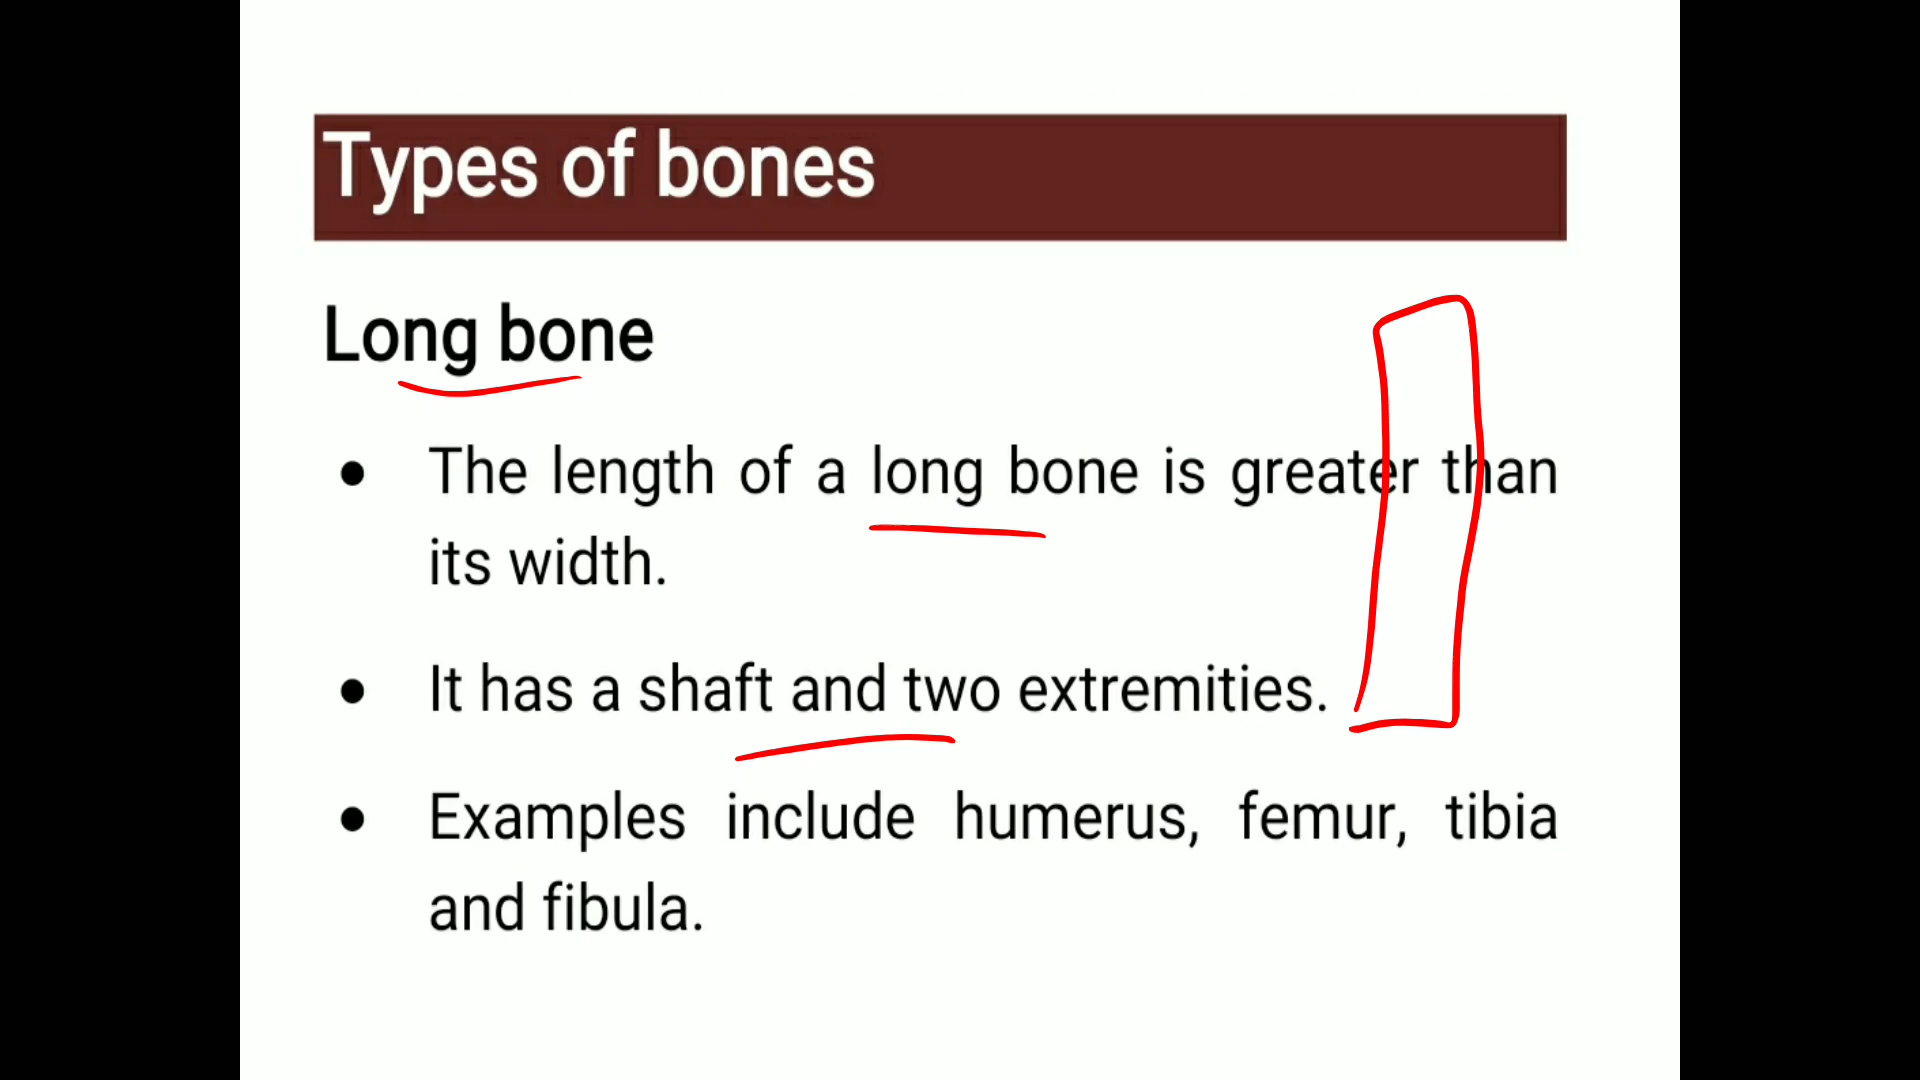 Types of bones
Long bone
● The length of a long bone is greater than
its width.
● It has a shaft and two extremities.
● Examples include humerus, femur, tibia
and fibula.